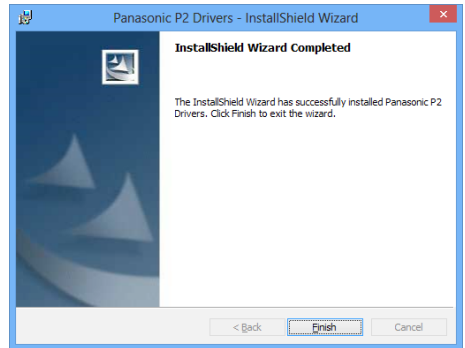 Panasonic P2 Drivers - InstallShield Wizard
InstallShield Wizard Completed
The InstallShield Wizard has successfully installed Panasonic P2
Drivers. Click Finish to exit the wizard.
< Back Finish Cancel